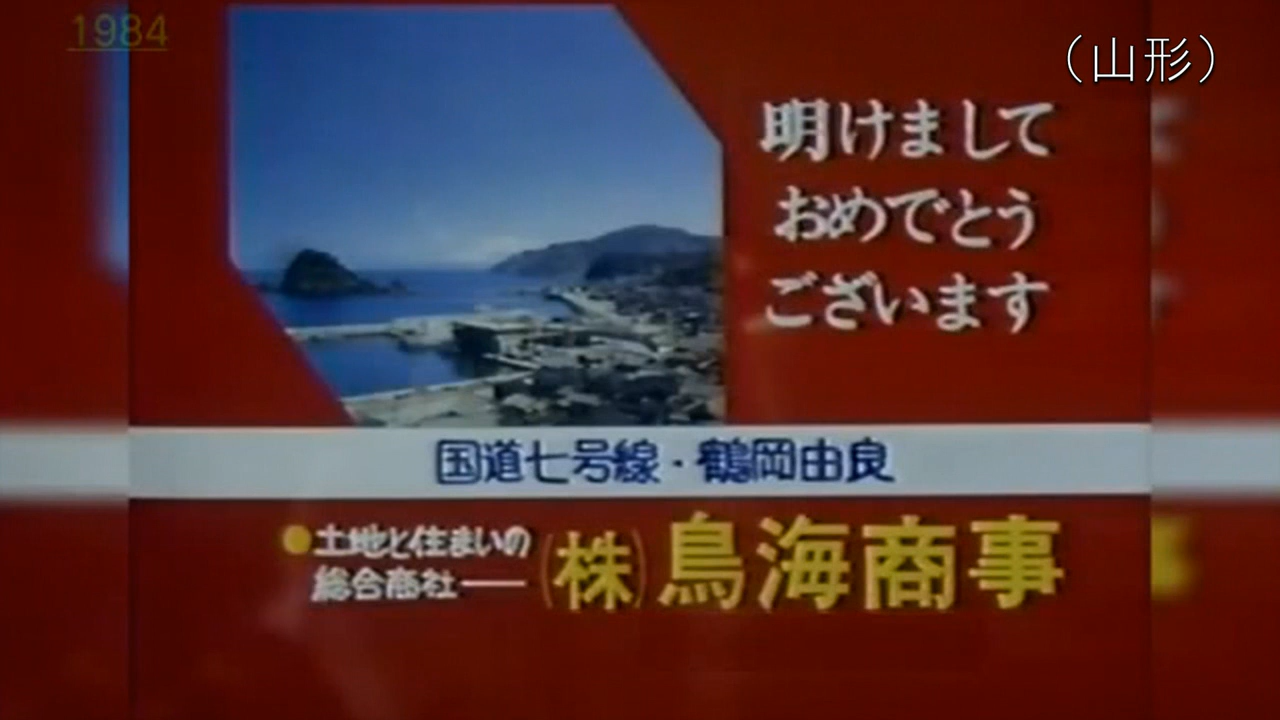 1984
（山形）
明けまして
おめでとう
ございます
国道七号線・鶴岡由良
●土地と住まいの
総合商社──
(株)鳥海商事